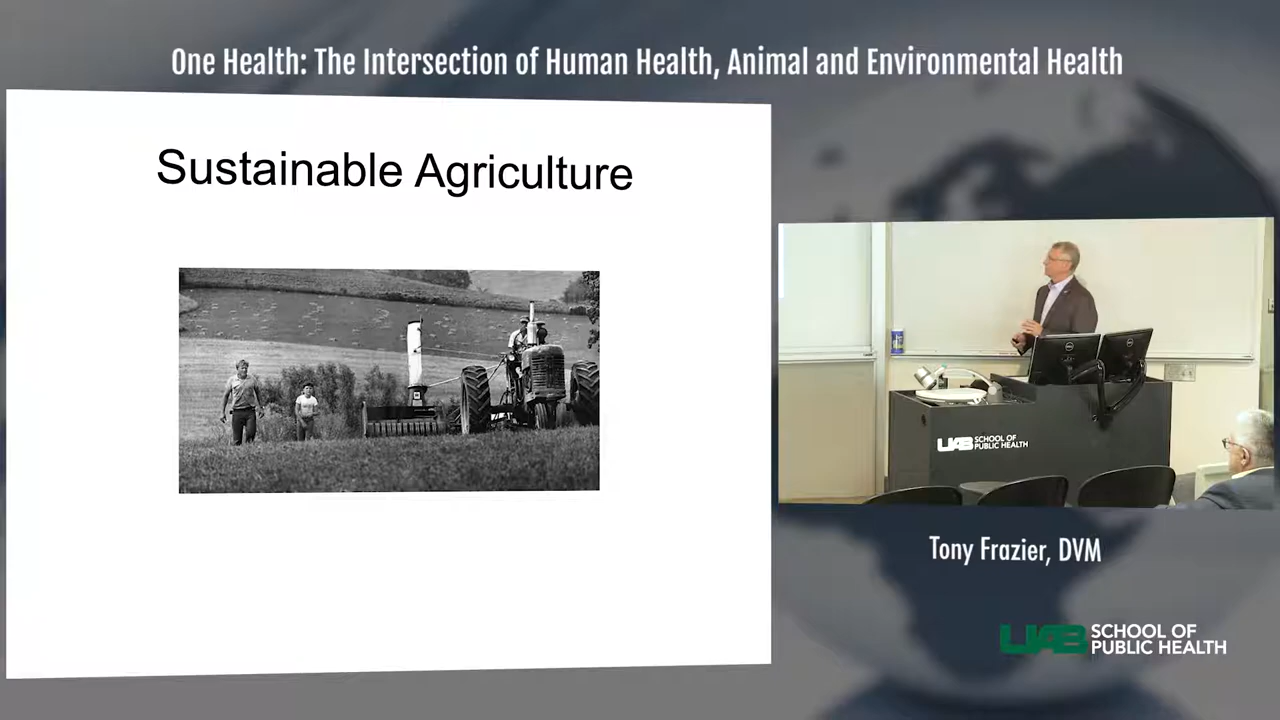 One Health: The Intersection of Human Health, Animal and Environmental Health
Sustainable Agriculture
UAB SCHOOL OF
PUBLIC HEALTH
Tony Frazier, DVM
UAB SCHOOL OF
PUBLIC HEALTH